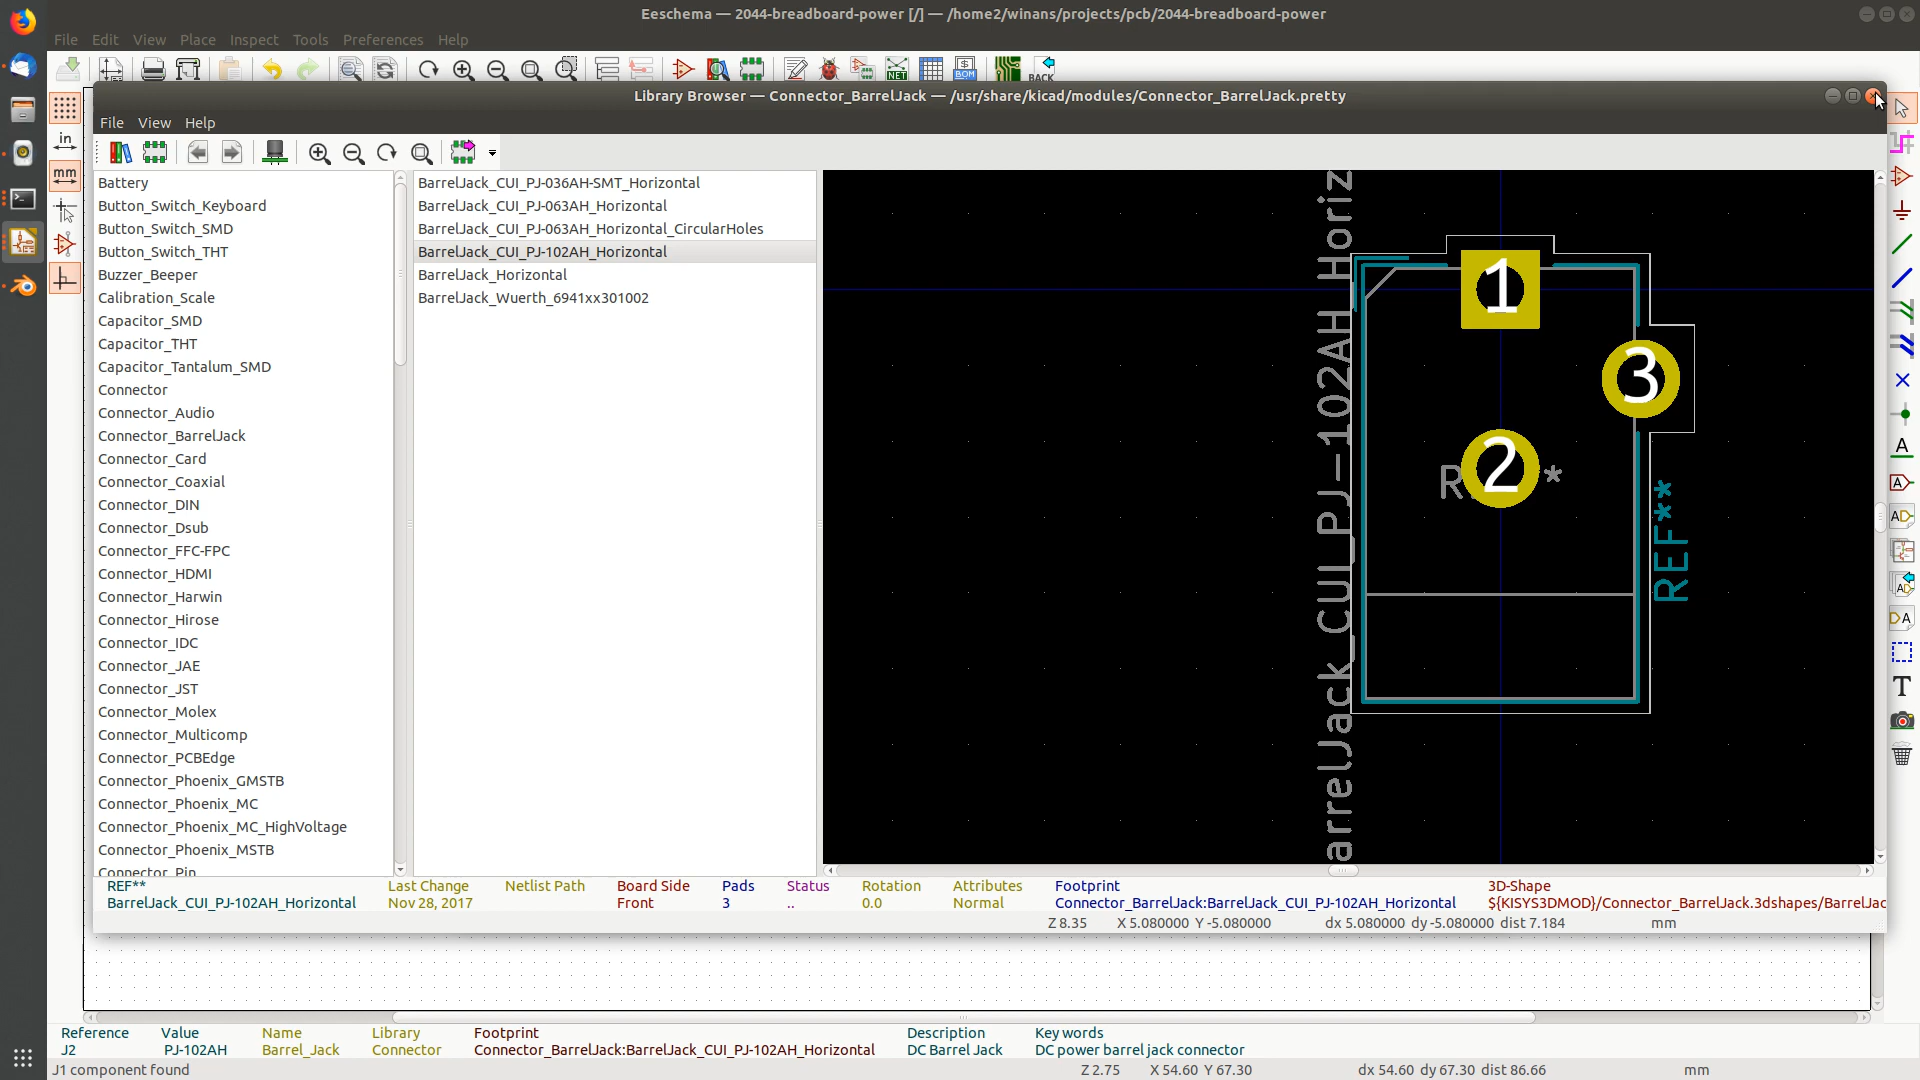 Eeschema — 2044-breadboard-power [/] — /home2/winans/projects/pcb/2044-breadboard-power
File Edit View Place Inspect Tools Preferences Help
NET
BOM
BACK
Library Browser — Connector_BarrelJack — /usr/share/kicad/modules/Connector_BarrelJack.pretty
File View Help
in
mm
Battery
Button_Switch_Keyboard
Button_Switch_SMD
Button_Switch_THT
Buzzer_Beeper
Calibration_Scale
Capacitor_SMD
Capacitor_THT
Capacitor_Tantalum_SMD
Connector
Connector_Audio
Connector_BarrelJack
Connector_Card
Connector_Coaxial
Connector_DIN
Connector_Dsub
Connector_FFC-FPC
Connector_HDMI
Connector_Harwin
Connector_Hirose
Connector_IDC
Connector_JAE
Connector_JST
Connector_Molex
Connector_Multicomp
Connector_PCBEdge
Connector_Phoenix_GMSTB
Connector_Phoenix_MC
Connector_Phoenix_MC_HighVoltage
Connector_Phoenix_MSTB
Connector_Pin
BarrelJack_CUI_PJ-036AH-SMT_Horizontal
BarrelJack_CUI_PJ-063AH_Horizontal
BarrelJack_CUI_PJ-063AH_Horizontal_CircularHoles
BarrelJack_CUI_PJ-102AH_Horizontal
BarrelJack_Horizontal
BarrelJack_Wuerth_6941xx301002
arrelJack_CUI_PJ-102AH_Horiz
1
3
2
R *
REF**
A
A
T
REF** Last Change Netlist Path Board Side Pads Status Rotation Attributes Footprint 3D-Shape
BarrelJack_CUI_PJ-102AH_Horizontal Nov 28, 2017 Front 3 .. 0.0 Normal Connector_BarrelJack:BarrelJack_CUI_PJ-102AH_Horizontal ${KISYS3DMOD}/Connector_BarrelJack.3dshapes/BarrelJac
Z 8.35 X 5.080000 Y -5.080000 dx 5.080000 dy -5.080000 dist 7.184 mm
Reference Value Name Library Footprint Description Key words
J2 PJ-102AH Barrel_Jack Connector Connector_BarrelJack:BarrelJack_CUI_PJ-102AH_Horizontal DC Barrel Jack DC power barrel jack connector
J1 component found Z 2.75 X 54.60 Y 67.30 dx 54.60 dy 67.30 dist 86.66 mm